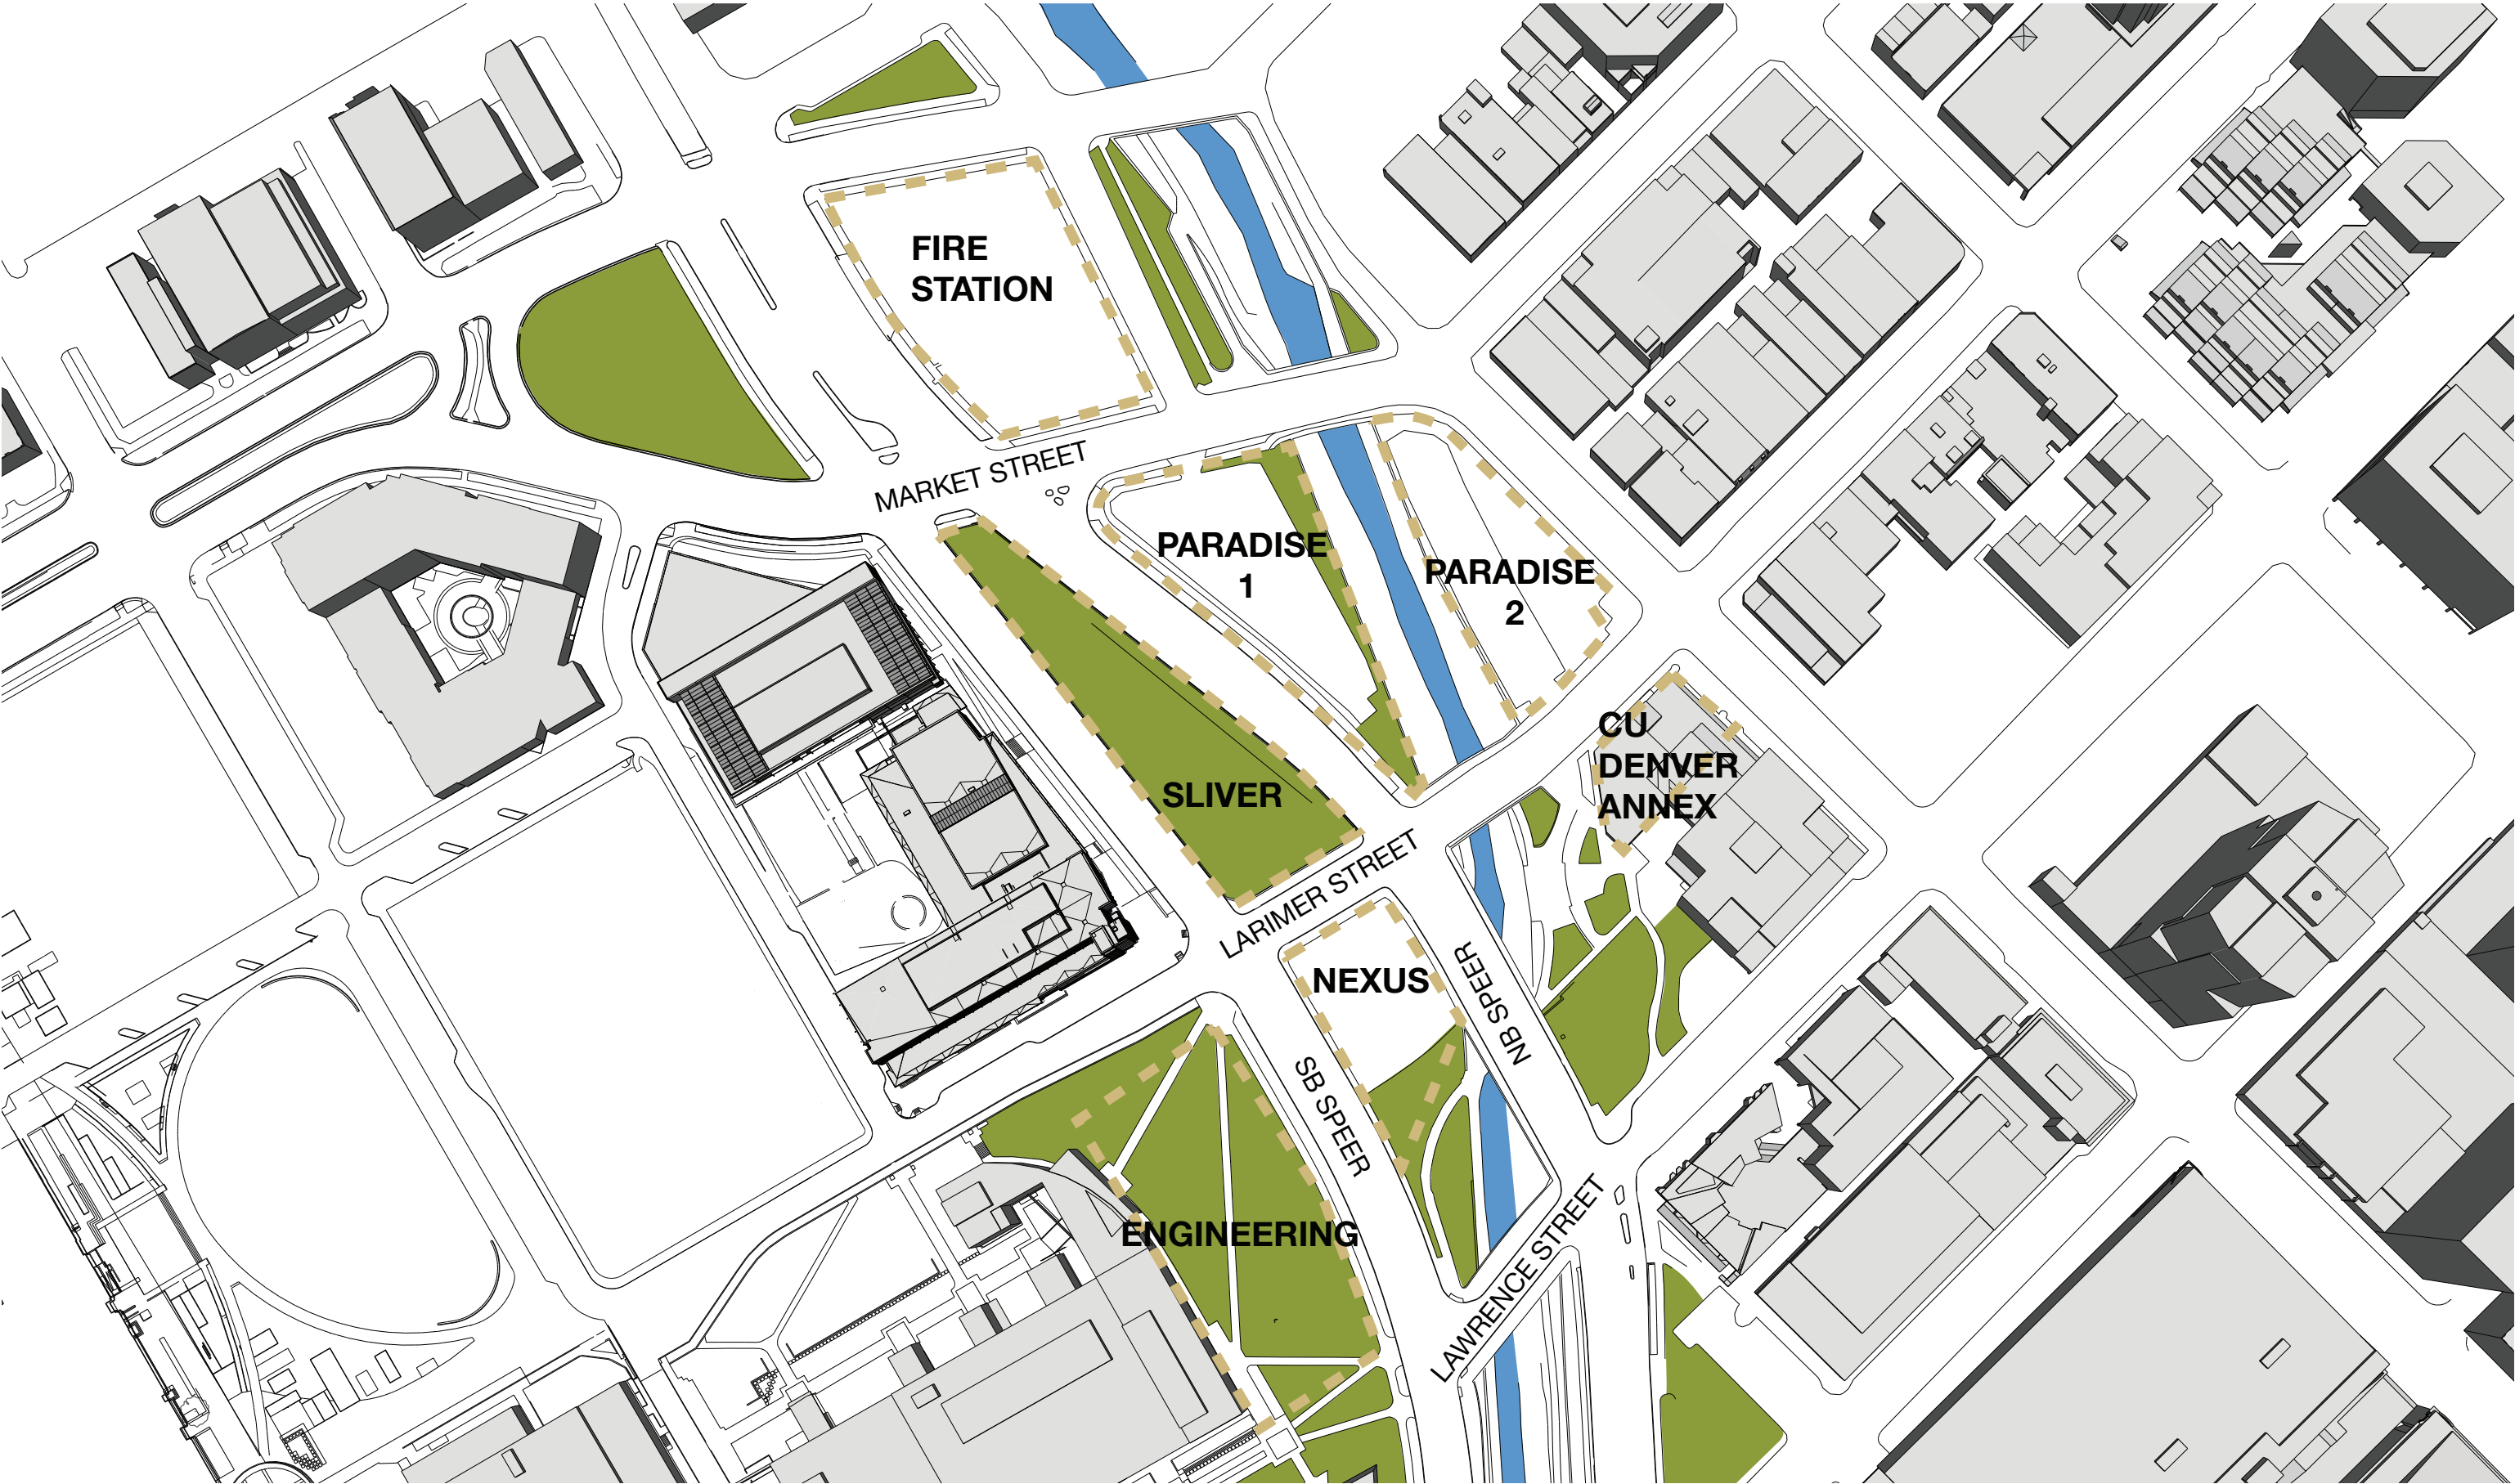 FIRE
STATION
MARKET STREET
PARADISE
1
PARADISE
2
CU
DENVER
ANNEX
SLIVER
LARIMER STREET
NEXUS
NB SPEER
SB SPEER
ENGINEERING
LAWRENCE STREET